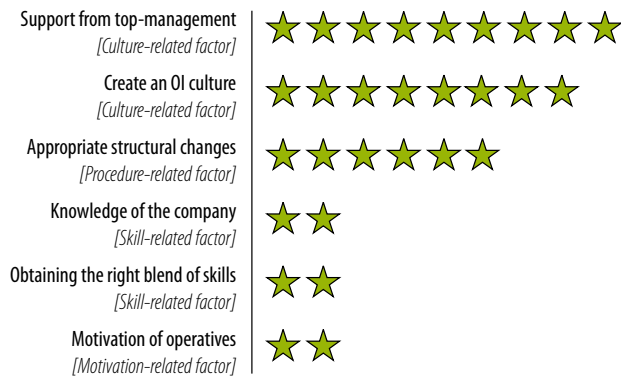 Support from top-management
[Culture-related factor]
Create an OI culture
[Culture-related factor]
Appropriate structural changes
[Procedure-related factor]
Knowledge of the company
[Skill-related factor]
Obtaining the right blend of skills
[Skill-related factor]
Motivation of operatives
[Motivation-related factor]